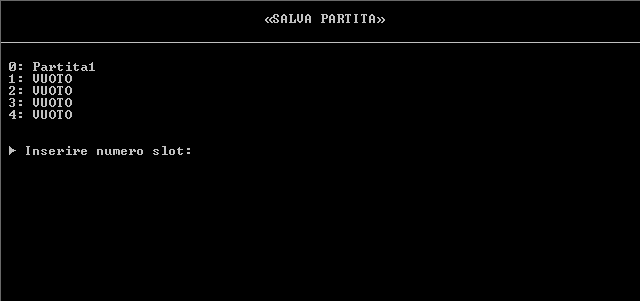 «SALVA PARTITA»
0: Partita1
1: VUOTO
2: VUOTO
3: VUOTO
4: VUOTO
► Inserire numero slot: